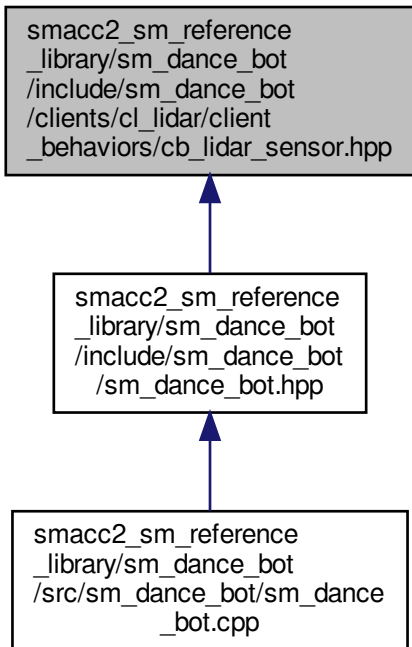 smacc2_sm_reference
_library/sm_dance_bot
/include/sm_dance_bot
/clients/cl_lidar/client
_behaviors/cb_lidar_sensor.hpp
smacc2_sm_reference
_library/sm_dance_bot
/include/sm_dance_bot
/sm_dance_bot.hpp
smacc2_sm_reference
_library/sm_dance_bot
/src/sm_dance_bot/sm_dance
_bot.cpp